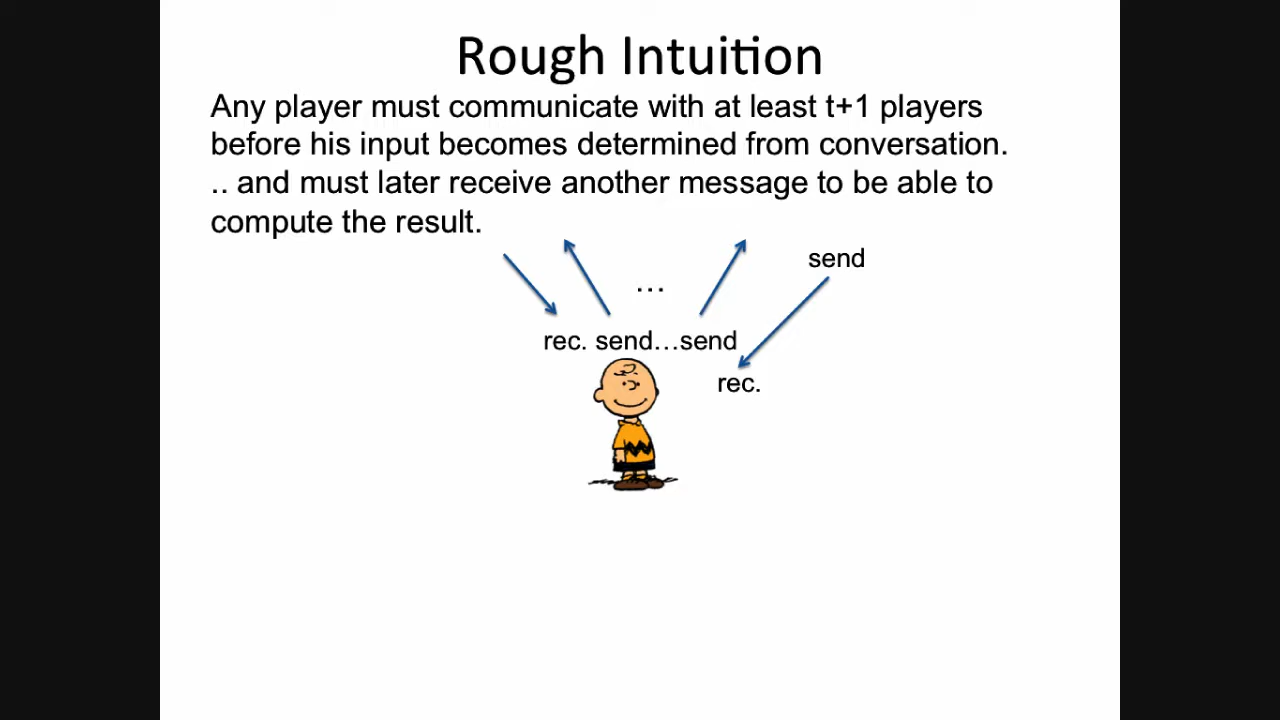 Rough Intuition
Any player must communicate with at least t+1 players
before his input becomes determined from conversation.
.. and must later receive another message to be able to
compute the result.
send
...
rec. send...send
rec.